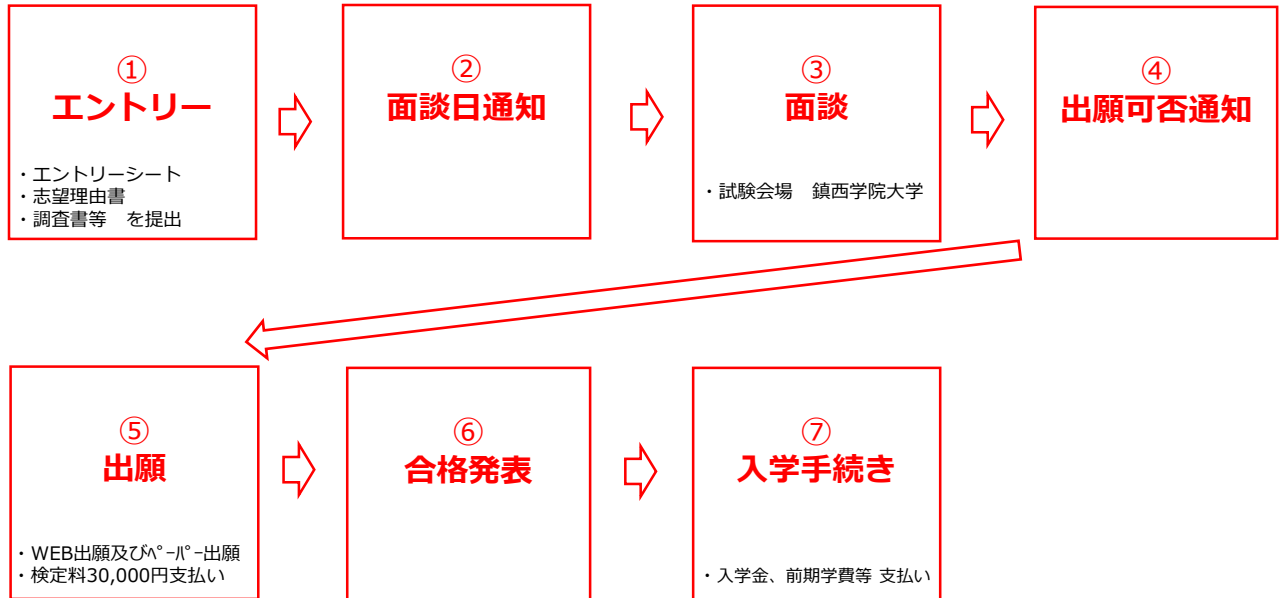 ①
エントリー
・エントリーシート
・志望理由書
・調査書等　を提出
②
面談日通知
③
面談
・試験会場　鎮西学院大学
④
出願可否通知
⑤
出願
・WEB出願及びﾍﾟｰﾊﾟｰ出願
・検定料30,000円支払い
⑥
合格発表
⑦
入学手続き
・入学金、前期学費等 支払い